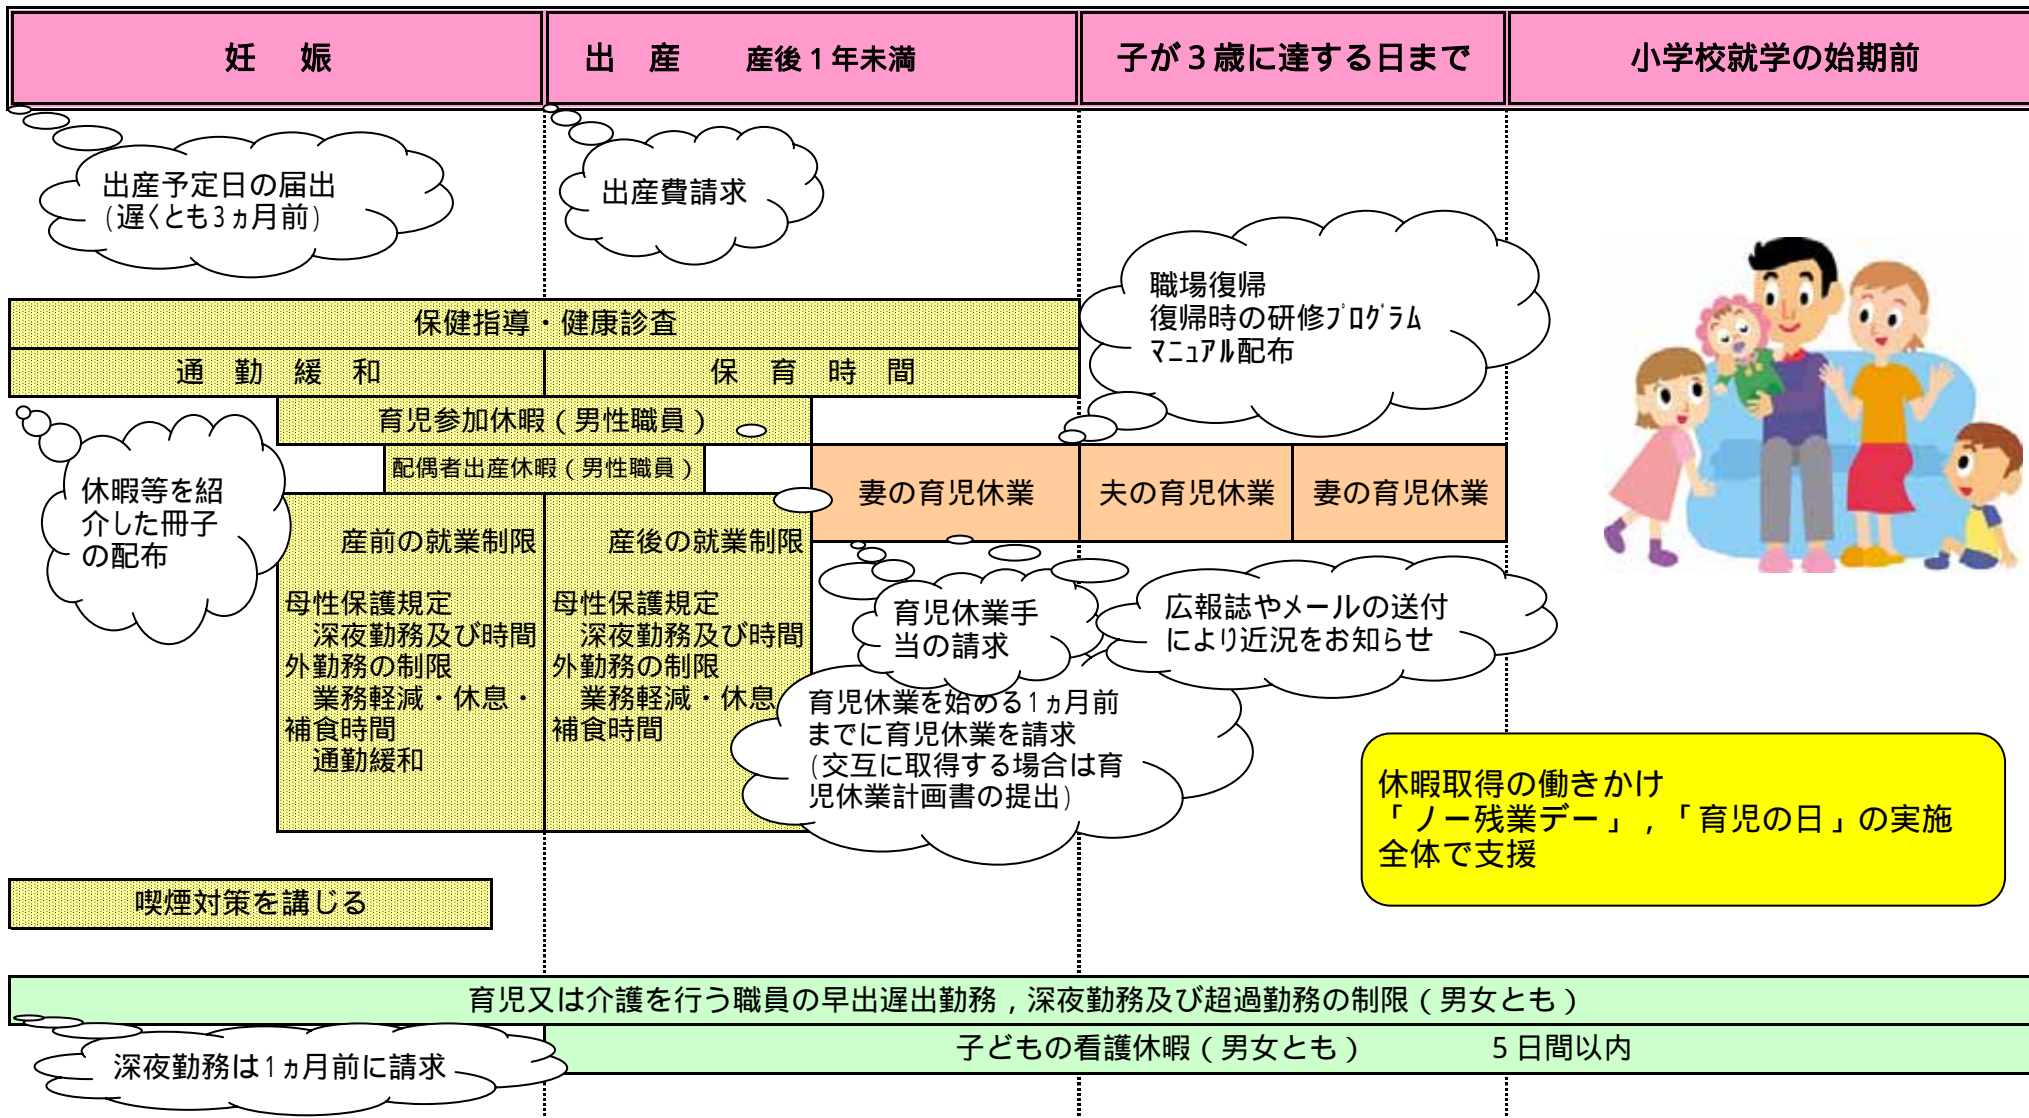 妊　娠
出　産　　産後１年未満
子が３歳に達する日まで
小学校就学の始期前
出産予定日の届出
(遅くとも3ヵ月前)
出産費請求
職場復帰
復帰時の研修ﾌﾟﾛｸﾞﾗﾑ
ﾏﾆｭｱﾙ配布
保健指導・健康診査
通　勤　緩　和
保　育　時　間
育児参加休暇（男性職員）
配偶者出産休暇（男性職員）
休暇等を紹
介した冊子
の配布
妻の育児休業
夫の育児休業
妻の育児休業
産前の就業制限
母性保護規定
　深夜勤務及び時間
外勤務の制限
　業務軽減・休息・
補食時間
　通勤緩和
産後の就業制限
母性保護規定
　深夜勤務及び時間
外勤務の制限
　業務軽減・休息
補食時間
育児休業手
当の請求
広報誌やメールの送付
により近況をお知らせ
育児休業を始める1ヵ月前
までに育児休業を請求
(交互に取得する場合は育
児休業計画書の提出)
休暇取得の働きかけ
「ノー残業デー」，「育児の日」の実施
全体で支援
喫煙対策を講じる
育児又は介護を行う職員の早出遅出勤務，深夜勤務及び超過勤務の制限（男女とも）
子どもの看護休暇（男女とも）　　５日間以内
深夜勤務は1ヵ月前に請求